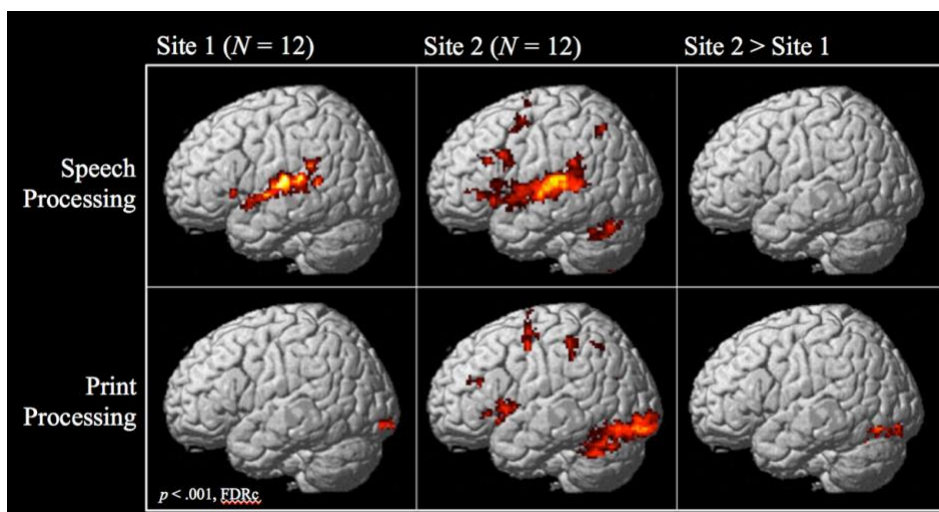 Site 1 (N = 12)
Site 2 (N = 12)
Site 2 > Site 1
Speech
Processing
Print
Processing
p < .001, FDRc